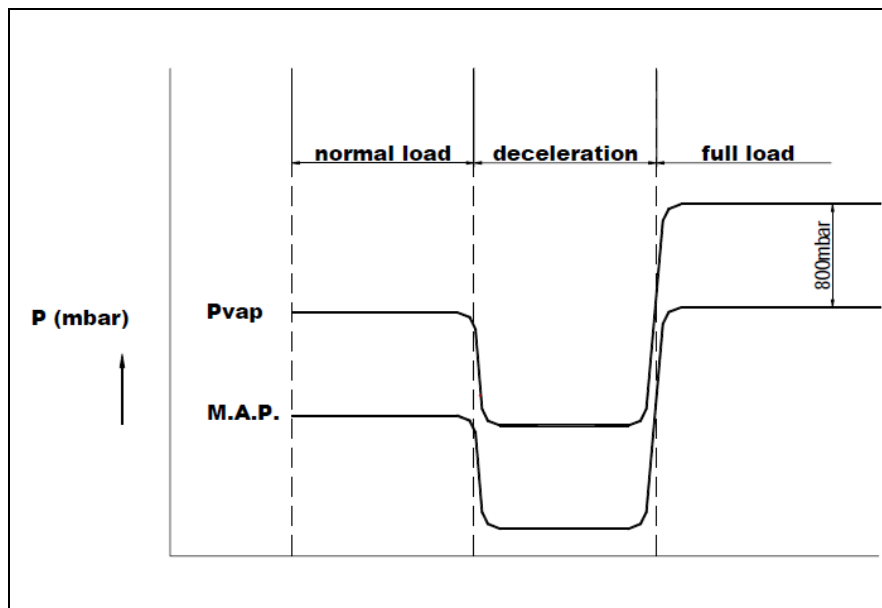 normal load
deceleration
full load
800mbar
Pvap
P (mbar)
M.A.P.